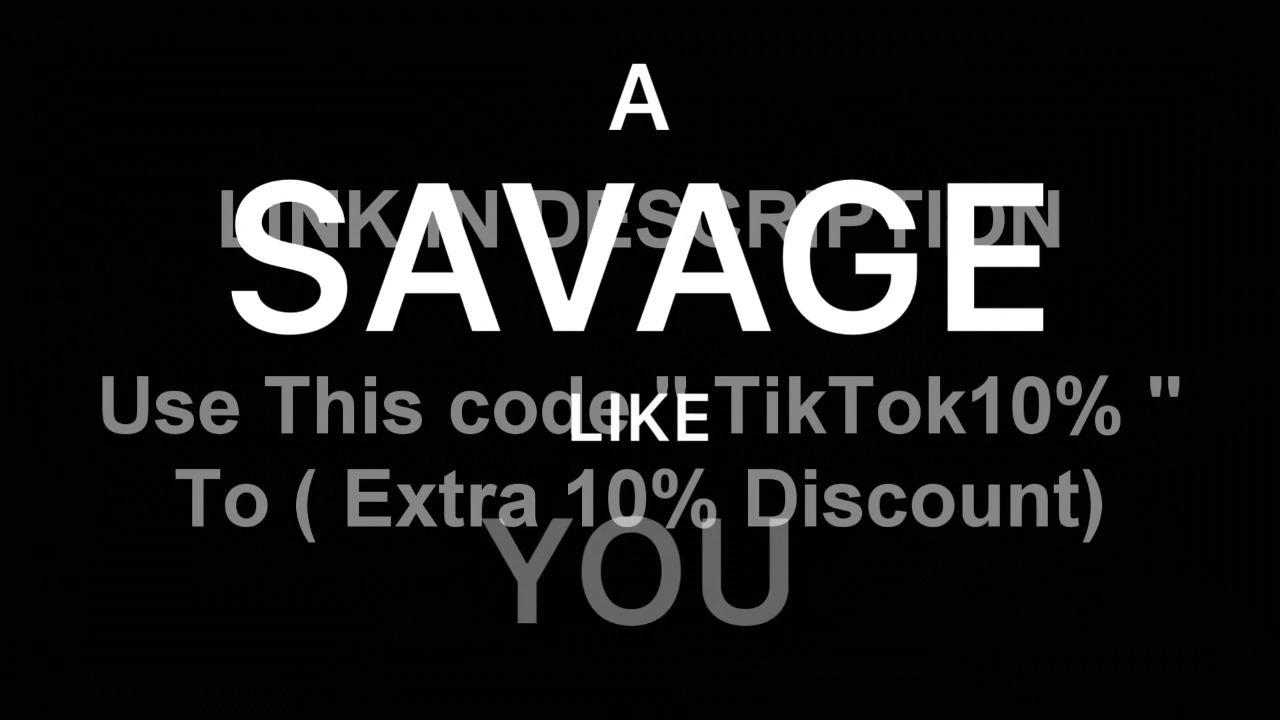 A
LINK IN DESCRIPTION
SAVAGE
Use This code " TikTok10% "
LIKE
To ( Extra 10% Discount)
YOU